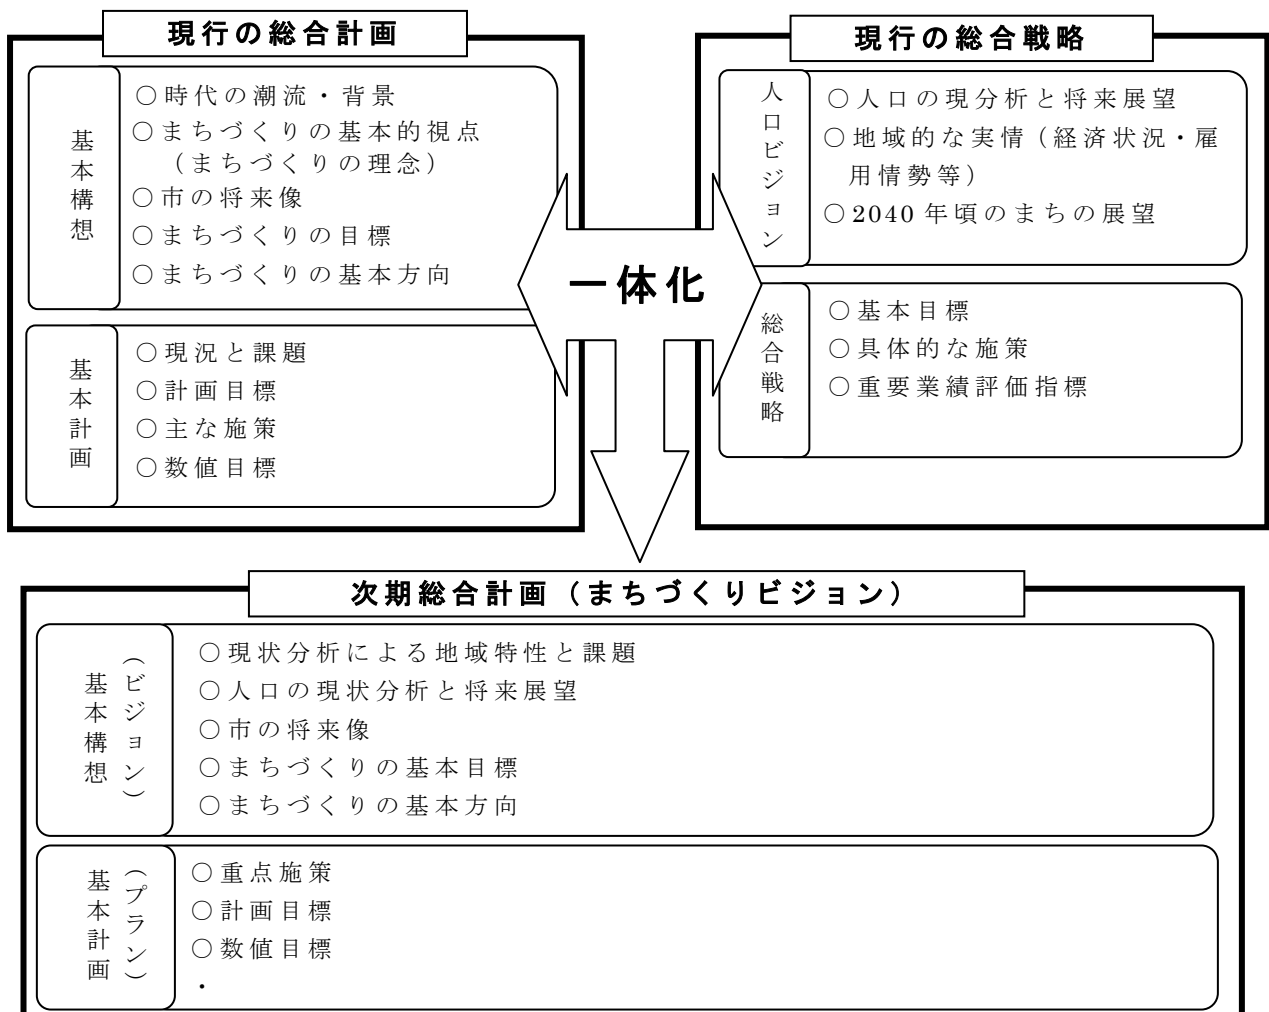 現行の総合計画
基本構想
○時代の潮流・背景
○まちづくりの基本的視点
（まちづくりの理念）
○市の将来像
○まちづくりの目標
○まちづくりの基本方向
基本計画
○現況と課題
○計画目標
○主な施策
○数値目標
一体化
現行の総合戦略
人口ビジョン
○人口の現分析と将来展望
○地域的な実情（経済状況・雇
用情勢等）
○2040 年頃のまちの展望
総合戦略
○基本目標
○具体的な施策
○重要業績評価指標
次期総合計画（まちづくりビジョン）
基本構想
（ビジョン）
○現状分析による地域特性と課題
○人口の現状分析と将来展望
○市の将来像
○まちづくりの基本目標
○まちづくりの基本方向
基本計画
（プラン）
○重点施策
○計画目標
○数値目標
・